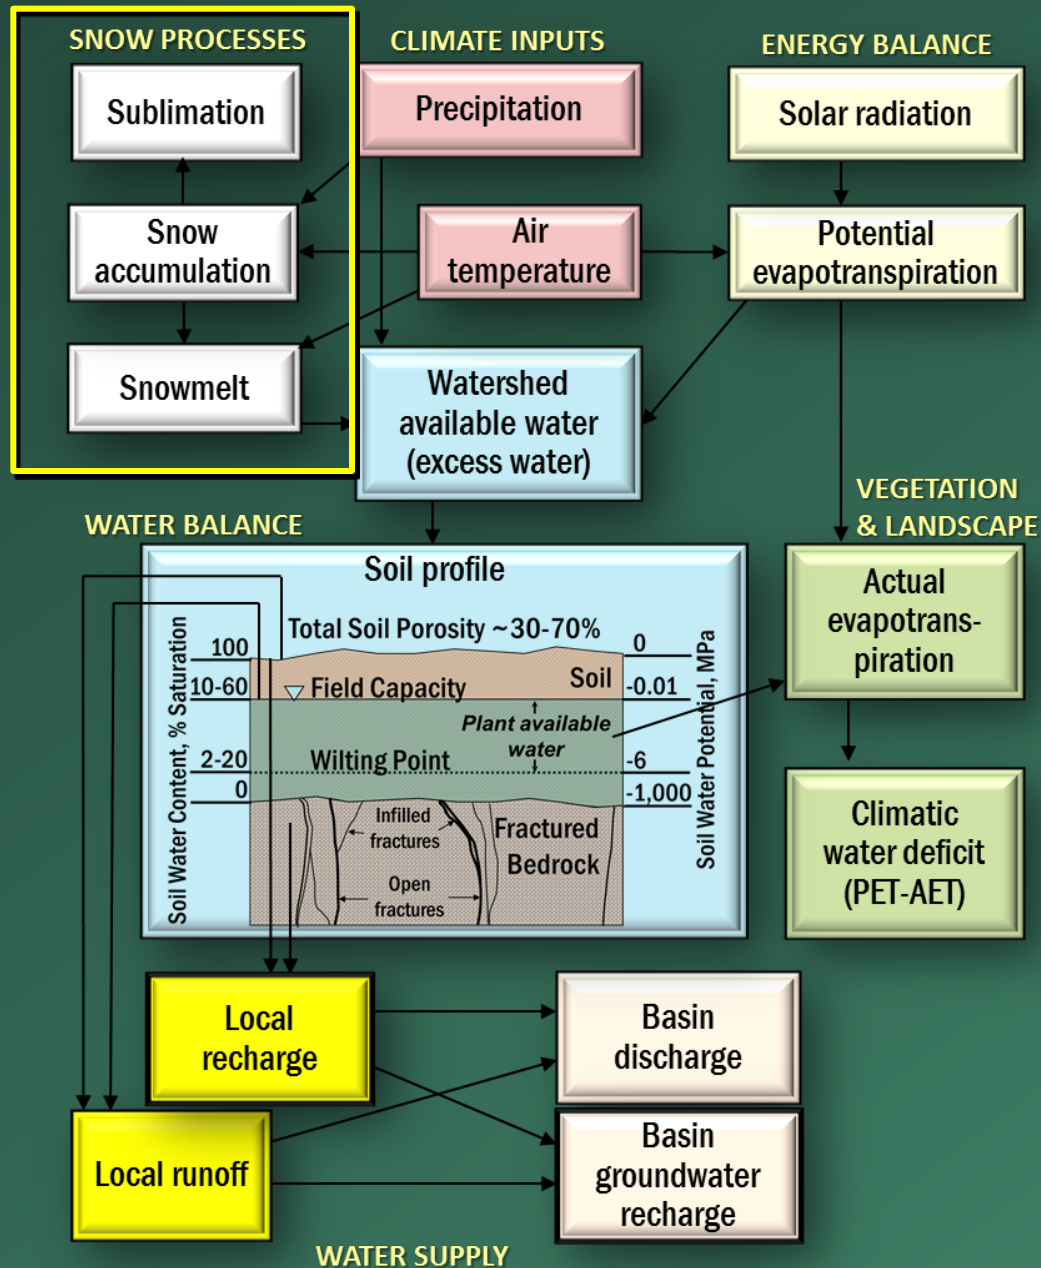 SNOW PROCESSES
CLIMATE INPUTS
ENERGY BALANCE
Sublimation
Precipitation
Solar radiation
Snow
accumulation
Air
temperature
Potential
evapotranspiration
Snowmelt
Watershed
available water
(excess water)
WATER BALANCE
VEGETATION
& LANDSCAPE
Soil profile
Total Soil Porosity ~30-70%
Soil Water Content, % Saturation
100
10-60
2-20
0
Field Capacity
Soil
Plant available
water
Wilting Point
Infilled
fractures
Fractured
Bedrock
Open
fractures
0
-0.01
-6
-1,000
Soil Water Potential, MPa
Actual
evapotrans-
piration
Climatic
water deficit
(PET-AET)
Local
recharge
Basin
discharge
Local runoff
Basin
groundwater
recharge
WATER SUPPLY